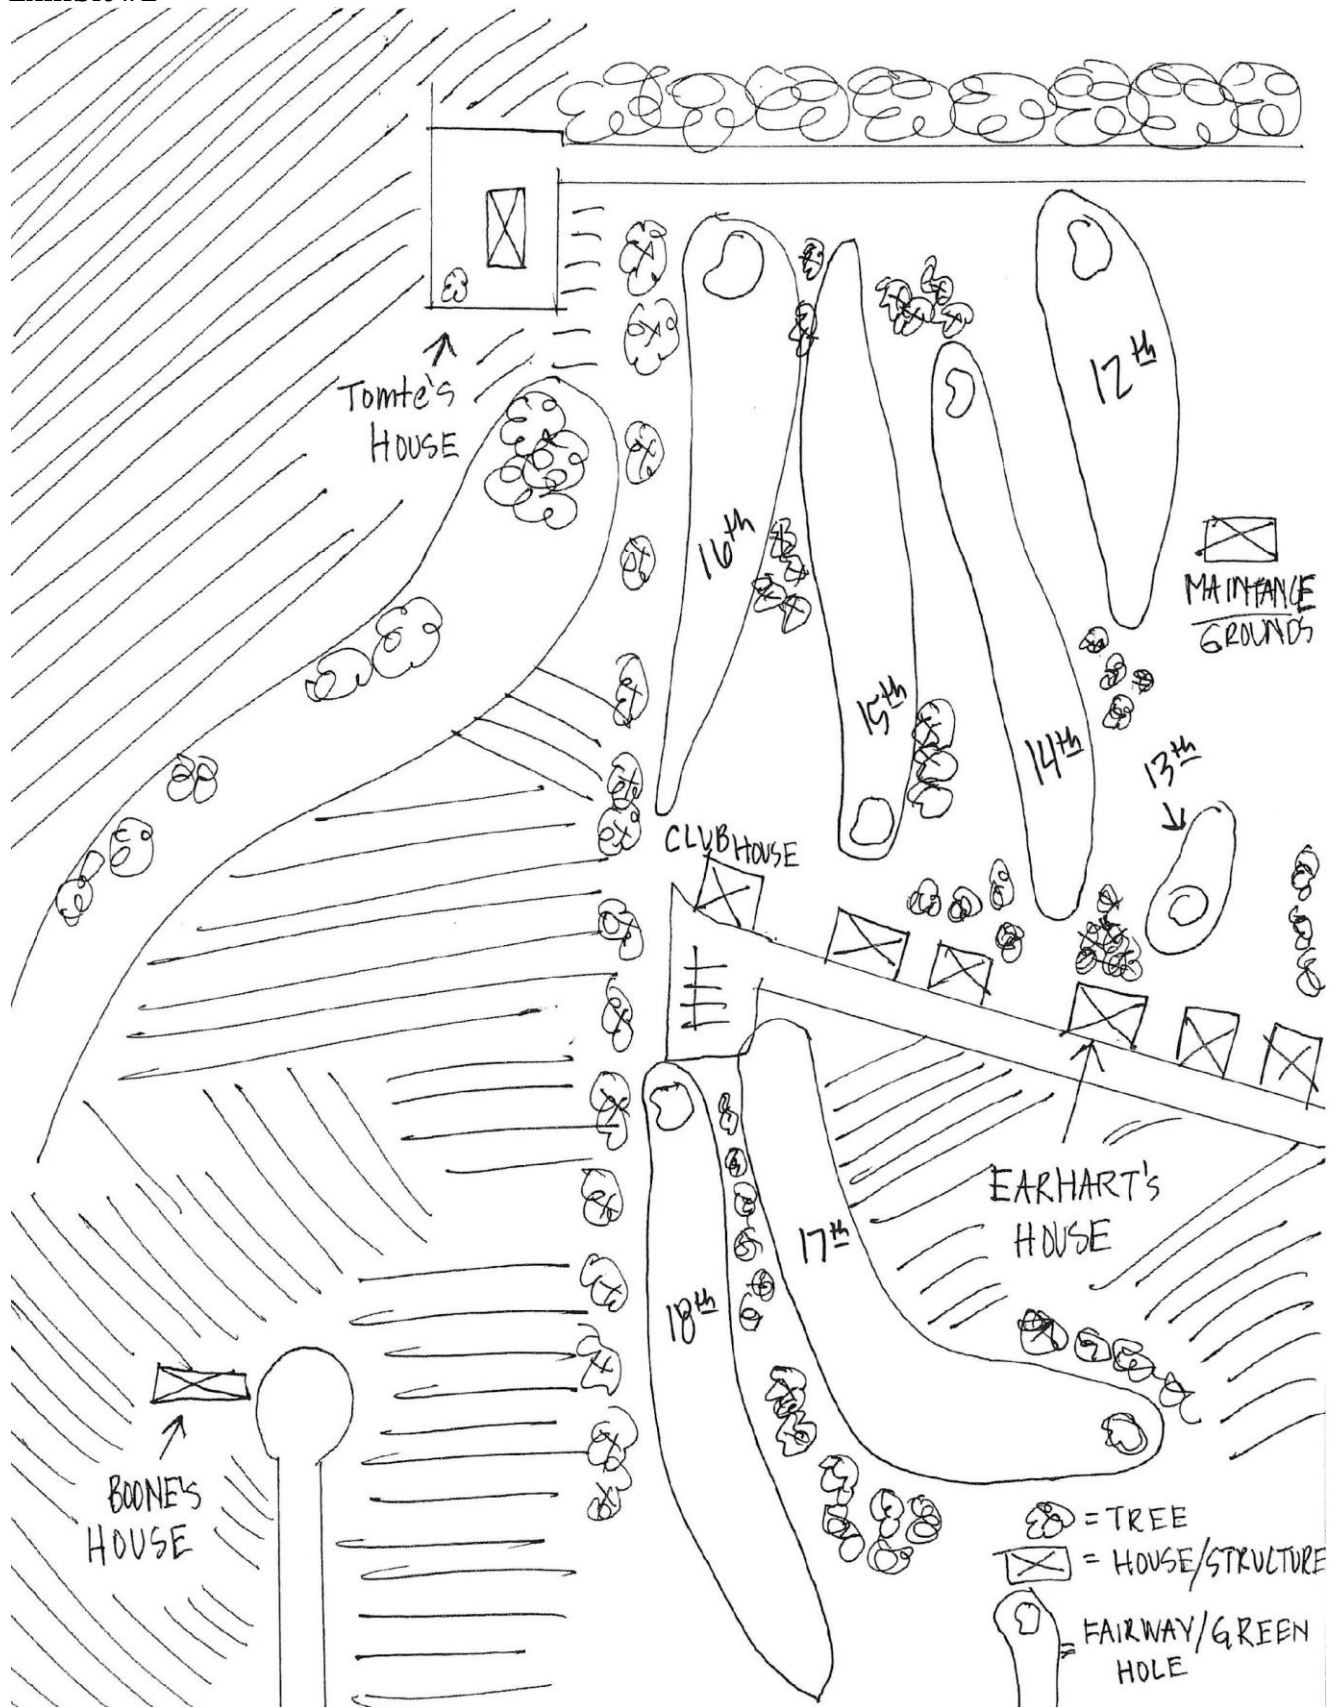 12th
Tomte's
HOUSE
16th
MAINTANCE
GROUNDS
15th
14th
13th
CLUBHOUSE
EARHART'S
HOUSE
17th
18th
BOONE'S
HOUSE
= TREE
= HOUSE/STRUCTURE
= FAIRWAY/GREEN
HOLE